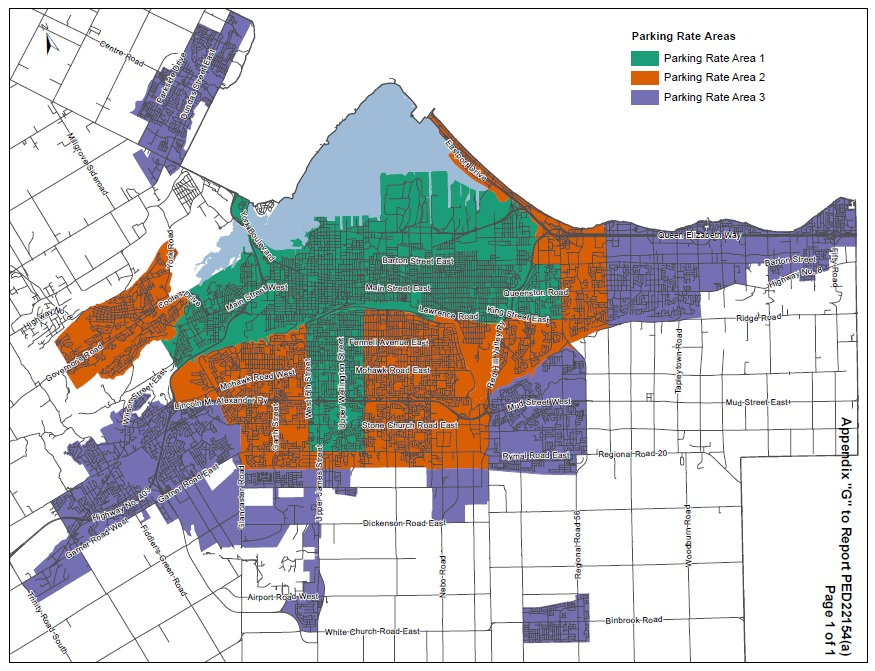 Parking Rate Areas
Parking Rate Area 1
Parking Rate Area 2
Parking Rate Area 3
Centre Road
Parkside Drive
Dundas Street East
Millgrove Sideroad
Eastport Drive
York Boulevard
York Road
Queen Elizabeth Way
Barton Street East
Barton Street
Highway No. 8
Fifty Road
Main Street West
Main Street East
Queenston Road
Cootes Drive
Lawrence Road
King Street East
Ridge Road
Governor's Road
Fennell Avenue East
Red Hill Valley Py
Tapleytown Road
Mohawk Road West
Mohawk Road East
West 5th Street
Upper Wellington Street
Wilson Street East
Lincoln M. Alexander Py
Garth Street
Mud Street West
Mud Street East
Stone Church Road East
Rymal Road East
Regional Road 20
Upper James Street
Glancaster Road
Garner Road East
Highway No. 403
Garner Road West
Fiddler's Green Road
Dickenson Road East
Nebo Road
Regional Road 56
Woodburn Road
Trinity Road South
Airport Road West
White Church Road East
Binbrook Road
Appendix "G" to Report PED22154(a)
Page 1 of 1